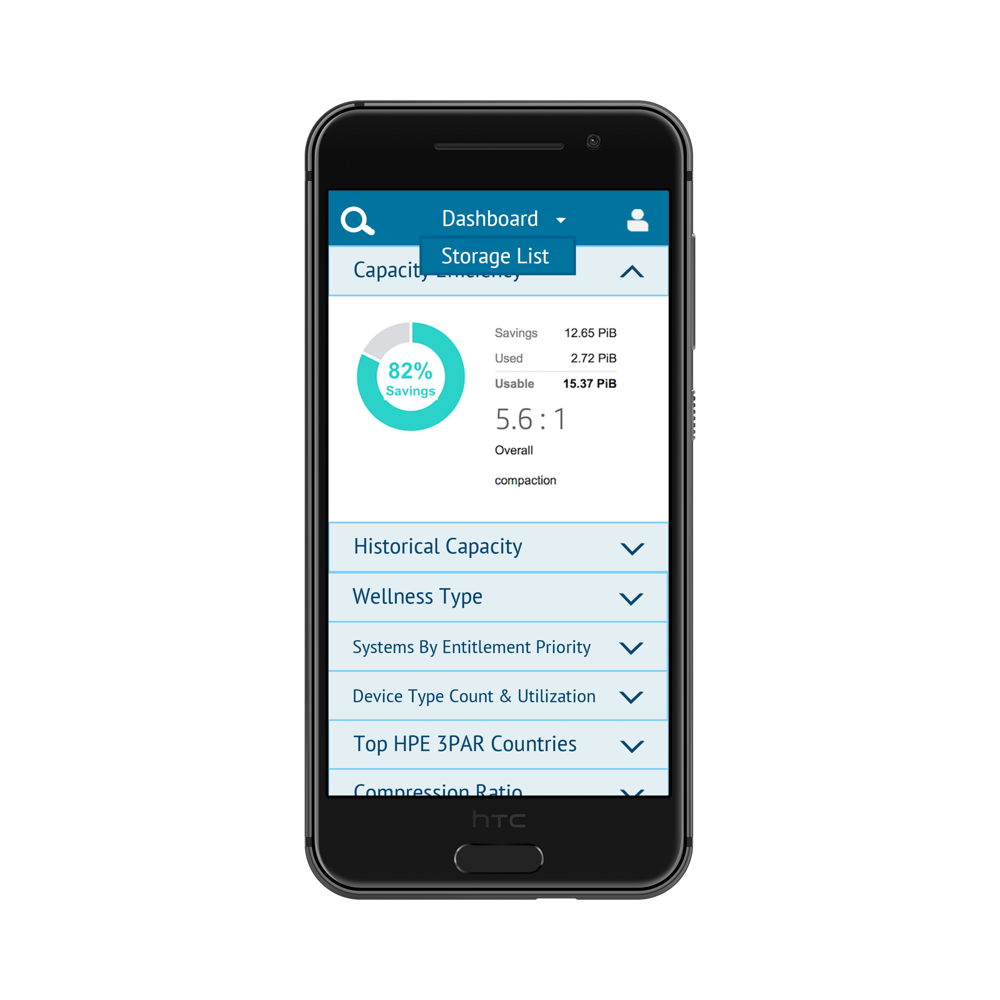 Dashboard
Storage List
Capacity Efficiency
82%
Savings
Savings 12.65 PiB
Used 2.72 PiB
Usable 15.37 PiB
5.6 : 1
Overall
compaction
Historical Capacity
Wellness Type
Systems By Entitlement Priority
Device Type Count & Utilization
Top HPE 3PAR Countries
Compression Ratio
hTC